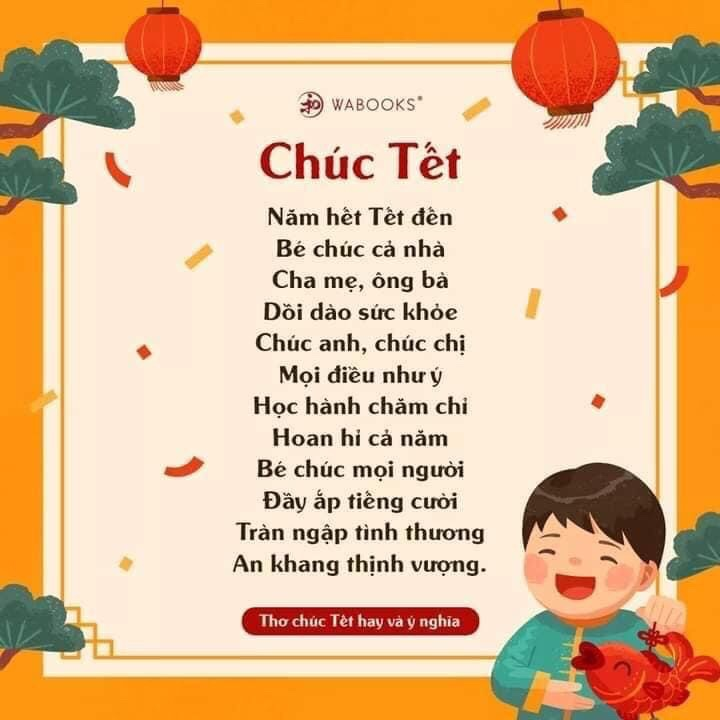 WABOOKS®
Chúc Tết
Năm hết Tết đến
Bé chúc cả nhà
Cha mẹ, ông bà
Dồi dào sức khỏe
Chúc anh, chúc chị
Mọi điều như ý
Học hành chăm chỉ
Hoan hỉ cả năm
Bé chúc mọi người
Đầy ắp tiếng cười
Tràn ngập tình thương
An khang thịnh vượng.
Thơ chúc Tết hay và ý nghĩa